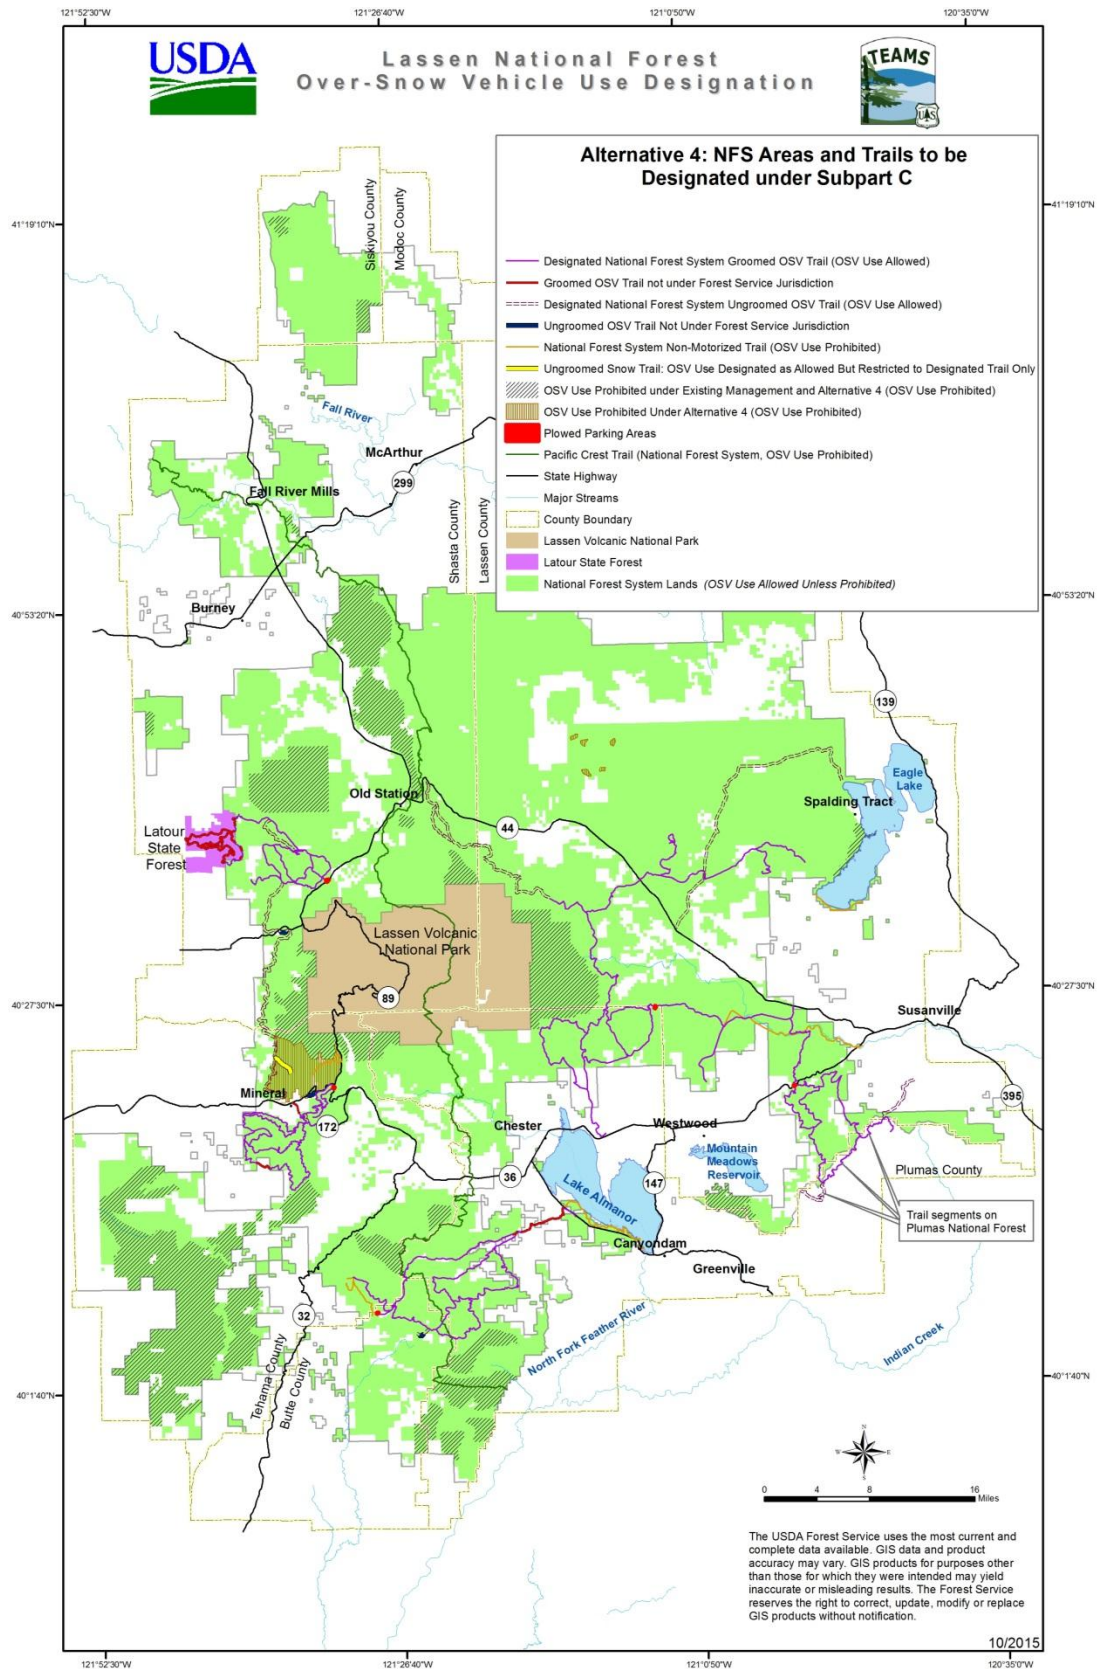 121°52'30"W
121°26'40"W
121°0'50"W
120°35'0"W
USDA
Lassen National Forest
Over-Snow Vehicle Use Designation
TEAMS
Alternative 4: NFS Areas and Trails to be
Designated under Subpart C
Designated National Forest System Groomed OSV Trail (OSV Use Allowed)
Groomed OSV Trail not under Forest Service Jurisdiction
Designated National Forest System Ungroomed OSV Trail (OSV Use Allowed)
Ungroomed OSV Trail Not Under Forest Service Jurisdiction
National Forest System Non-Motorized Trail (OSV Use Prohibited)
Ungroomed Snow Trail: OSV Use Designated as Allowed But Restricted to Designated Trail Only
OSV Use Prohibited under Existing Management and Alternative 4 (OSV Use Prohibited)
OSV Use Prohibited Under Alternative 4 (OSV Use Prohibited)
Plowed Parking Areas
Pacific Crest Trail (National Forest System, OSV Use Prohibited)
State Highway
Major Streams
County Boundary
Lassen Volcanic National Park
Latour State Forest
National Forest System Lands (OSV Use Allowed Unless Prohibited)
41°19'10"N
41°19'10"N
Siskiyou County
Modoc County
Fall River
McArthur
299
Fall River Mills
Shasta County
Lassen County
Burney
40°53'20"N
40°53'20"N
139
Eagle
Lake
Old Station
Spalding Tract
44
Latour
State
Forest
Lassen Volcanic
National Park
89
40°27'30"N
40°27'30"N
Susanville
Mineral
395
172
Chester
Westwood
Mountain
Meadows
Reservoir
Plumas County
36
147
Lake Almanor
Trail segments on
Plumas National Forest
Canyondam
Greenville
32
North Fork Feather River
Indian Creek
Tehama County
Butte County
40°1'40"N
40°1'40"N
N
W
E
S
0
4
8
16
Miles
The USDA Forest Service uses the most current and
complete data available. GIS data and product
accuracy may vary. GIS products for purposes other
than those for which they were intended may yield
inaccurate or misleading results. The Forest Service
reserves the right to correct, update, modify or replace
GIS products without notification.
10/2015
121°52'30"W
121°26'40"W
121°0'50"W
120°35'0"W